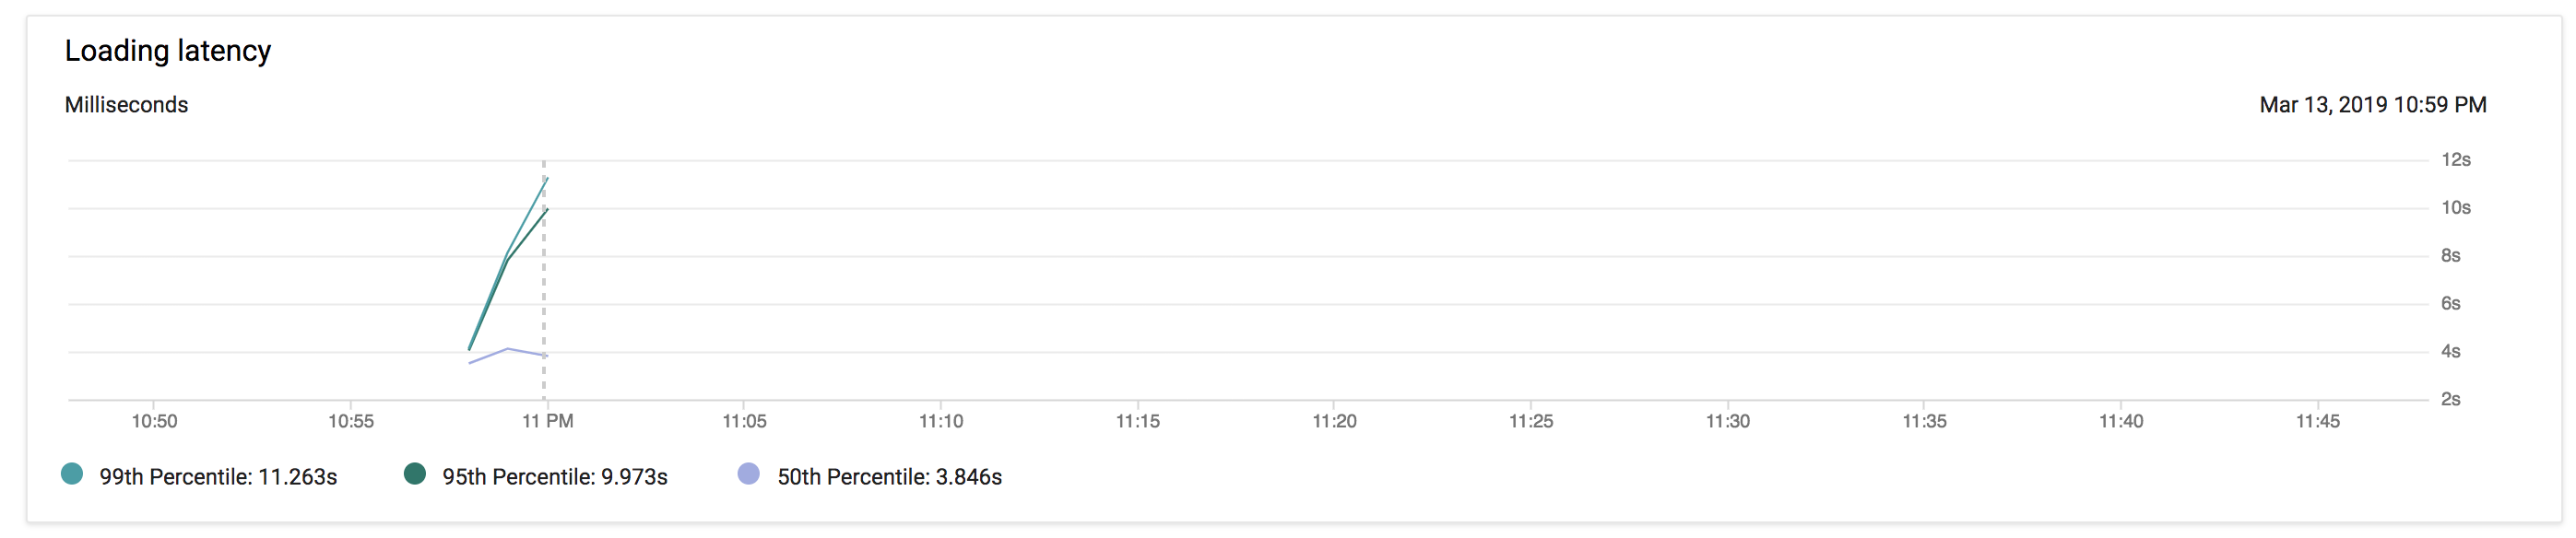 Loading latency
Milliseconds
Mar 13, 2019 10:59 PM
12s
10s
8s
6s
4s
2s
10:50 10:55 11 PM 11:05 11:10 11:15 11:20 11:25 11:30 11:35 11:40 11:45
99th Percentile: 11.263s 95th Percentile: 9.973s 50th Percentile: 3.846s